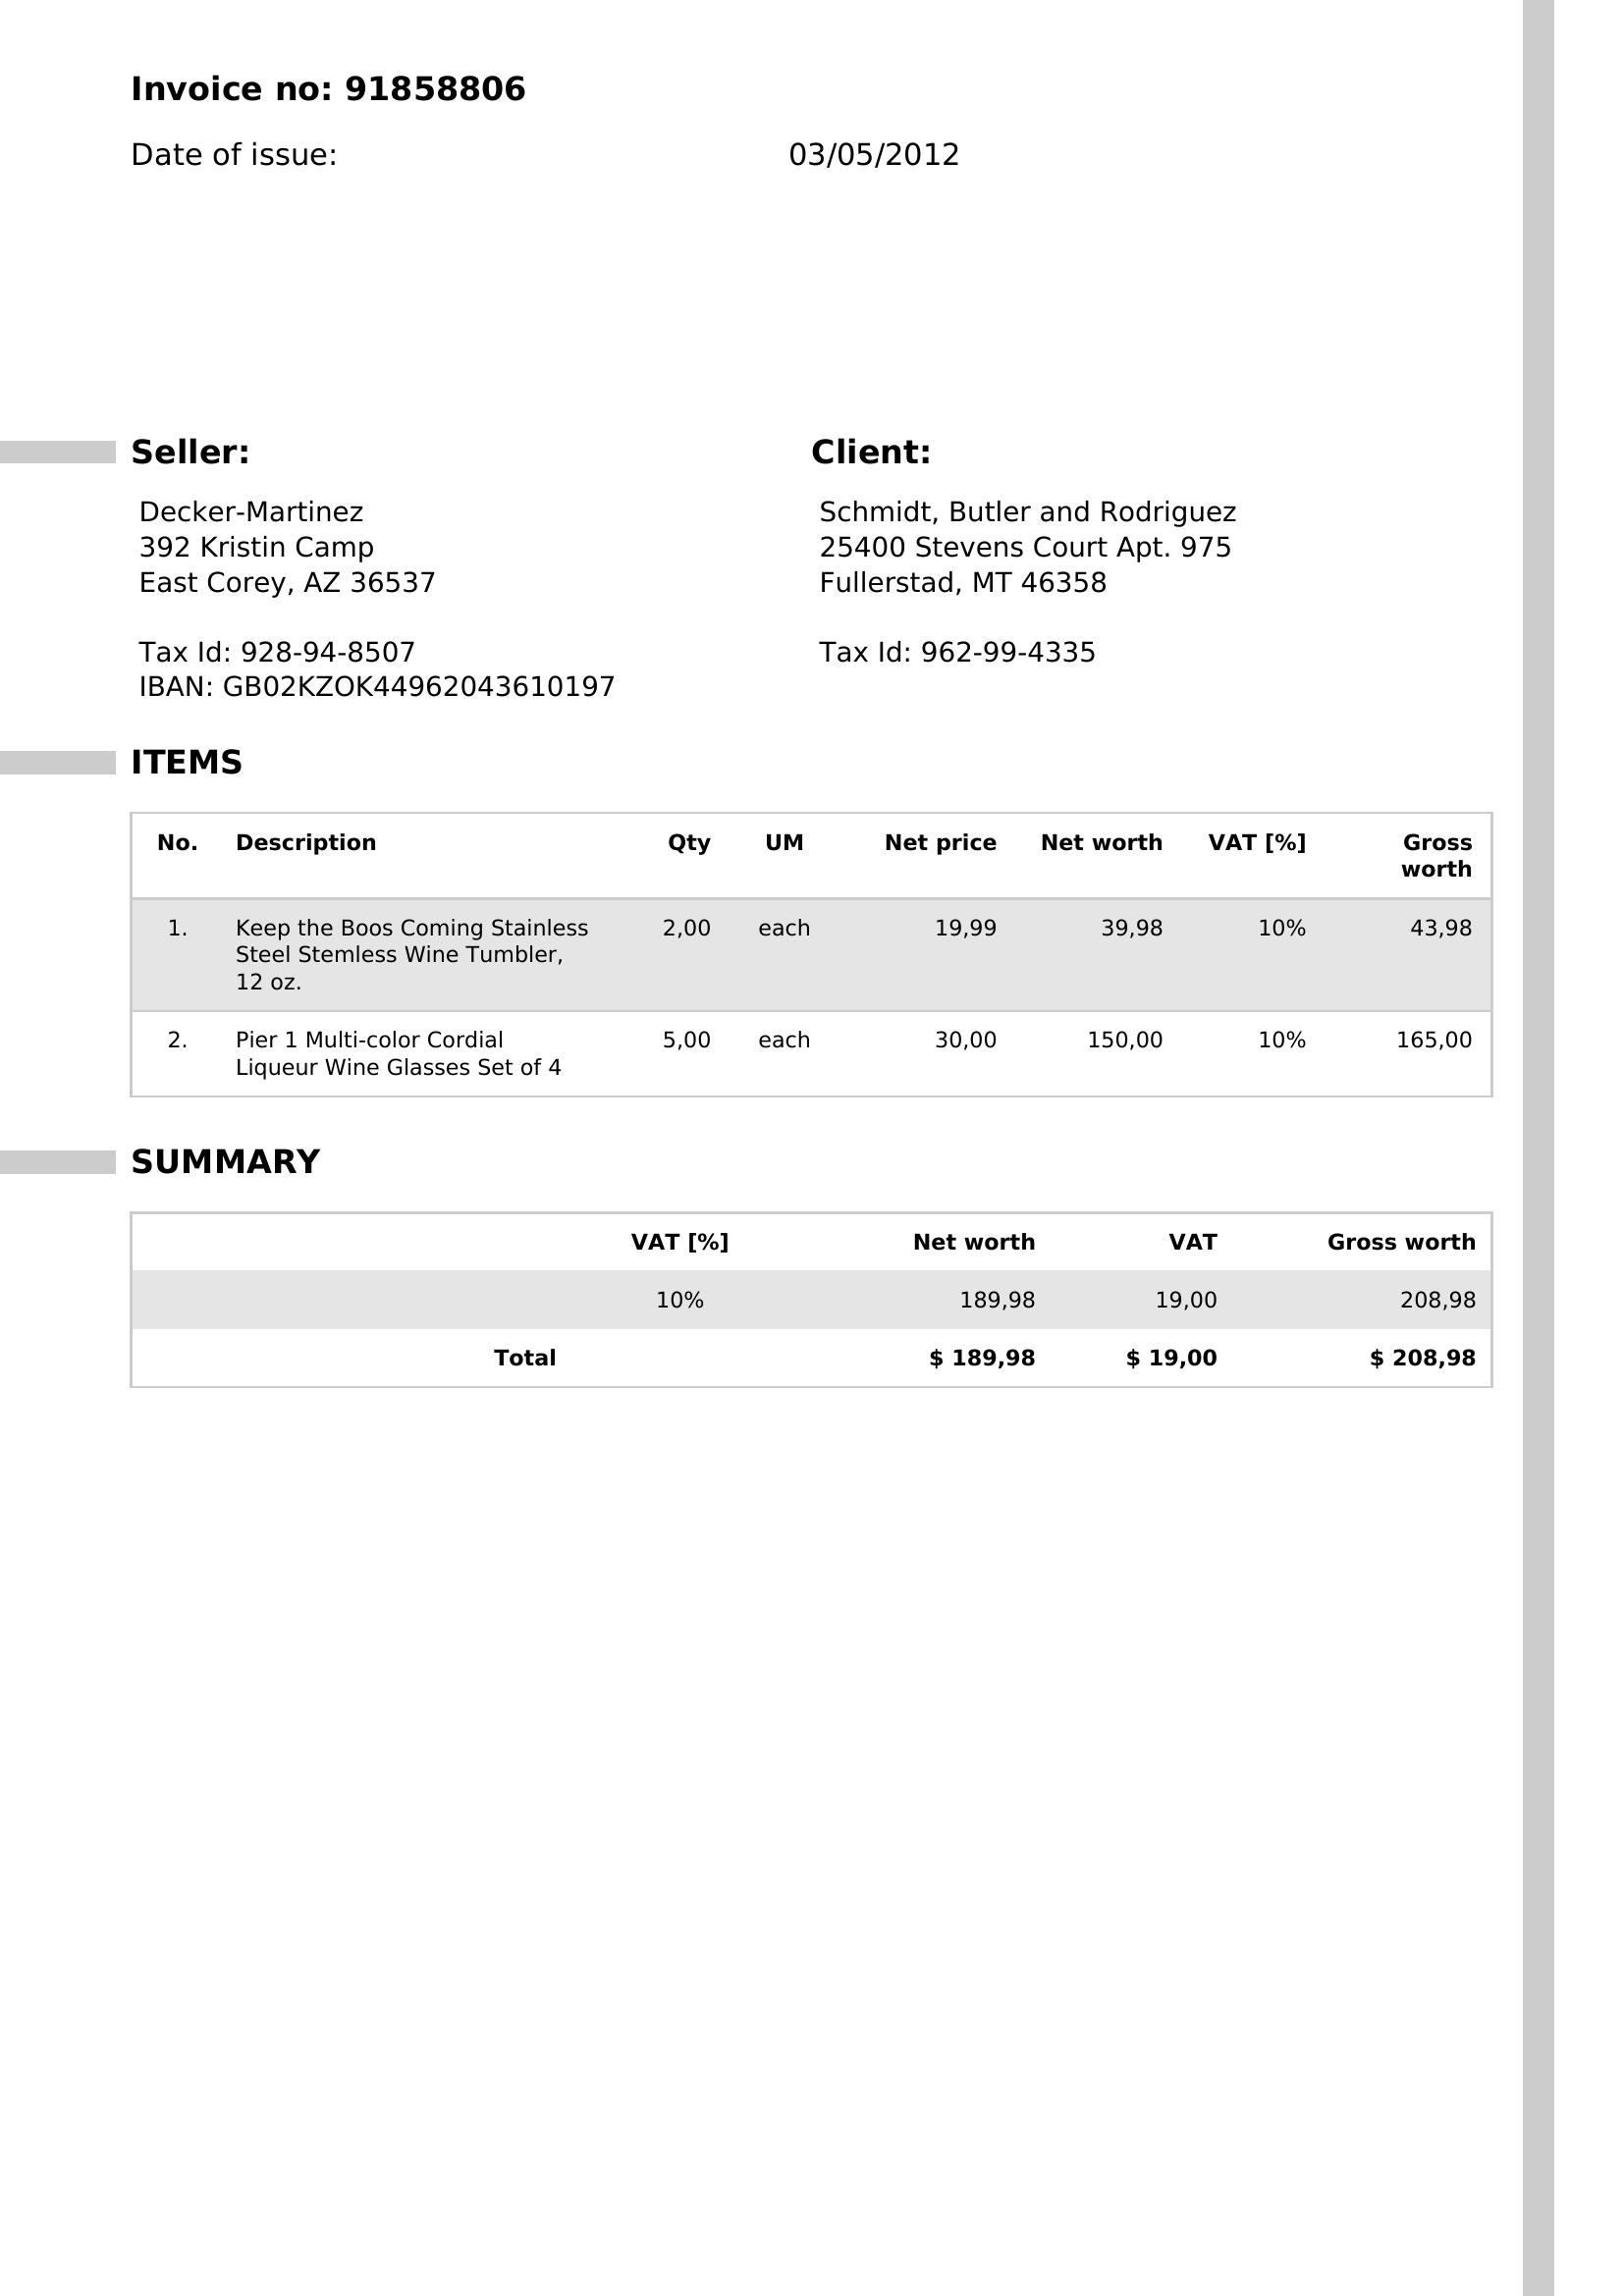 Invoice no: 91858806
Date of issue: 03/05/2012
Seller:
Decker-Martinez
392 Kristin Camp
East Corey, AZ 36537
Tax Id: 928-94-8507
IBAN: GB02KZOK44962043610197
Client:
Schmidt, Butler and Rodriguez
25400 Stevens Court Apt. 975
Fullerstad, MT 46358
Tax Id: 962-99-4335
ITEMS
No. Description Qty UM Net price Net worth VAT [%] Gross
worth
1. Keep the Boos Coming Stainless 2,00 each 19,99 39,98 10% 43,98
Steel Stemless Wine Tumbler,
12 oz.
2. Pier 1 Multi-color Cordial 5,00 each 30,00 150,00 10% 165,00
Liqueur Wine Glasses Set of 4
SUMMARY
VAT [%] Net worth VAT Gross worth
10% 189,98 19,00 208,98
Total $ 189,98 $ 19,00 $ 208,98